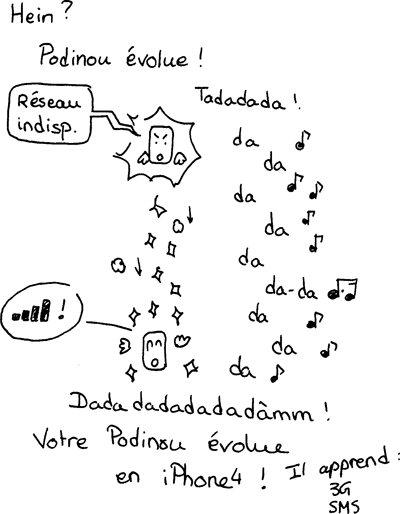 Hein ?
Podinou évolue !
Réseau
indisp.
Tadadada !
da
da
da
da
da
da
da-da
da
da
da
!
Dadadadadadadâmm !
Votre Podinou évolue
en iPhone4 ! Il apprend :
3G
SMS